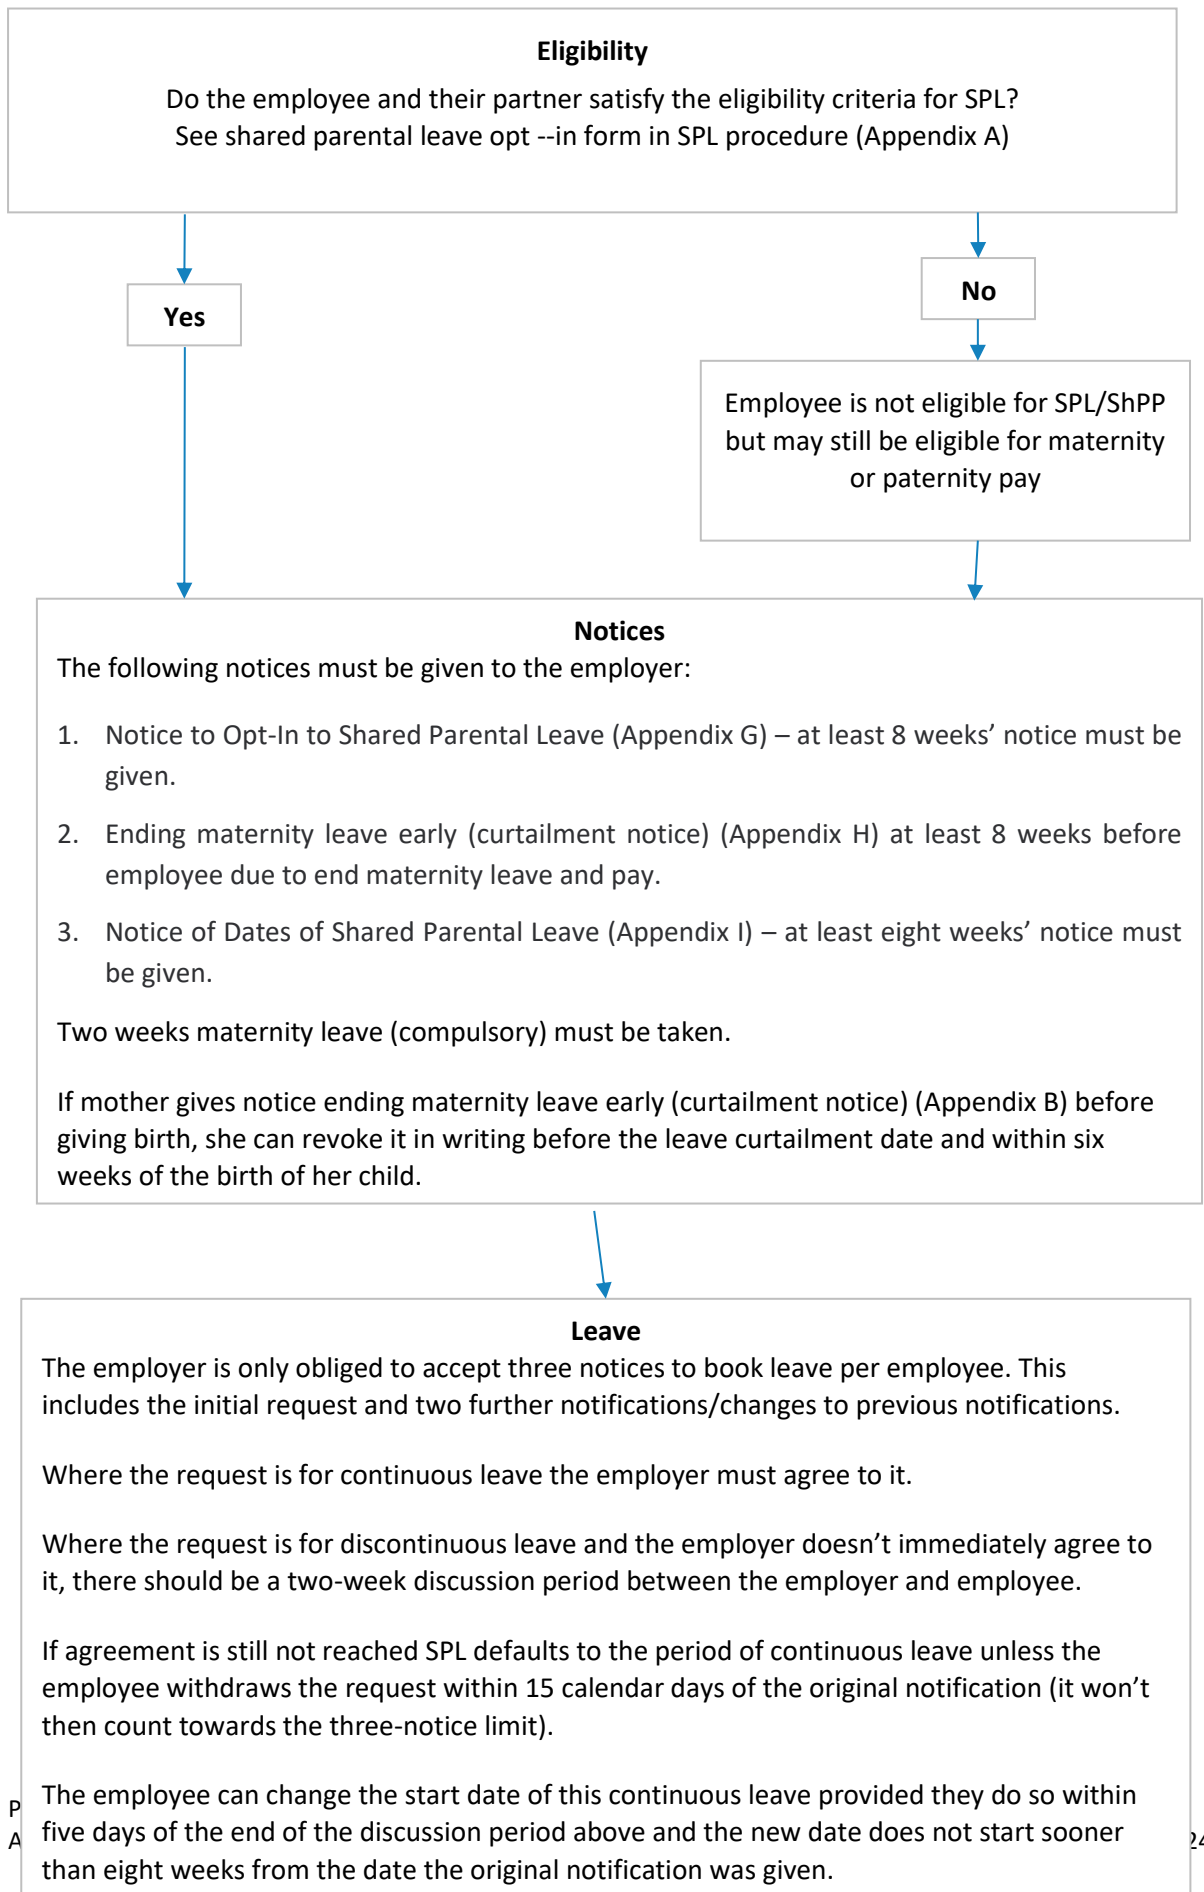 Eligibility
Do the employee and their partner satisfy the eligibility criteria for SPL?
See shared parental leave opt --in form in SPL procedure (Appendix A)
Yes
No
Employee is not eligible for SPL/ShPP
but may still be eligible for maternity
or paternity pay
Notices
The following notices must be given to the employer:
1. Notice to Opt-In to Shared Parental Leave (Appendix G) – at least 8 weeks’ notice must be
given.
2. Ending maternity leave early (curtailment notice) (Appendix H) at least 8 weeks before
employee due to end maternity leave and pay.
3. Notice of Dates of Shared Parental Leave (Appendix I) – at least eight weeks’ notice must
be given.
Two weeks maternity leave (compulsory) must be taken.
If mother gives notice ending maternity leave early (curtailment notice) (Appendix B) before
giving birth, she can revoke it in writing before the leave curtailment date and within six
weeks of the birth of her child.
Leave
The employer is only obliged to accept three notices to book leave per employee. This
includes the initial request and two further notifications/changes to previous notifications.
Where the request is for continuous leave the employer must agree to it.
Where the request is for discontinuous leave and the employer doesn’t immediately agree to
it, there should be a two-week discussion period between the employer and employee.
If agreement is still not reached SPL defaults to the period of continuous leave unless the
employee withdraws the request within 15 calendar days of the original notification (it won’t
then count towards the three-notice limit).
The employee can change the start date of this continuous leave provided they do so within
five days of the end of the discussion period above and the new date does not start sooner
than eight weeks from the date the original notification was given.